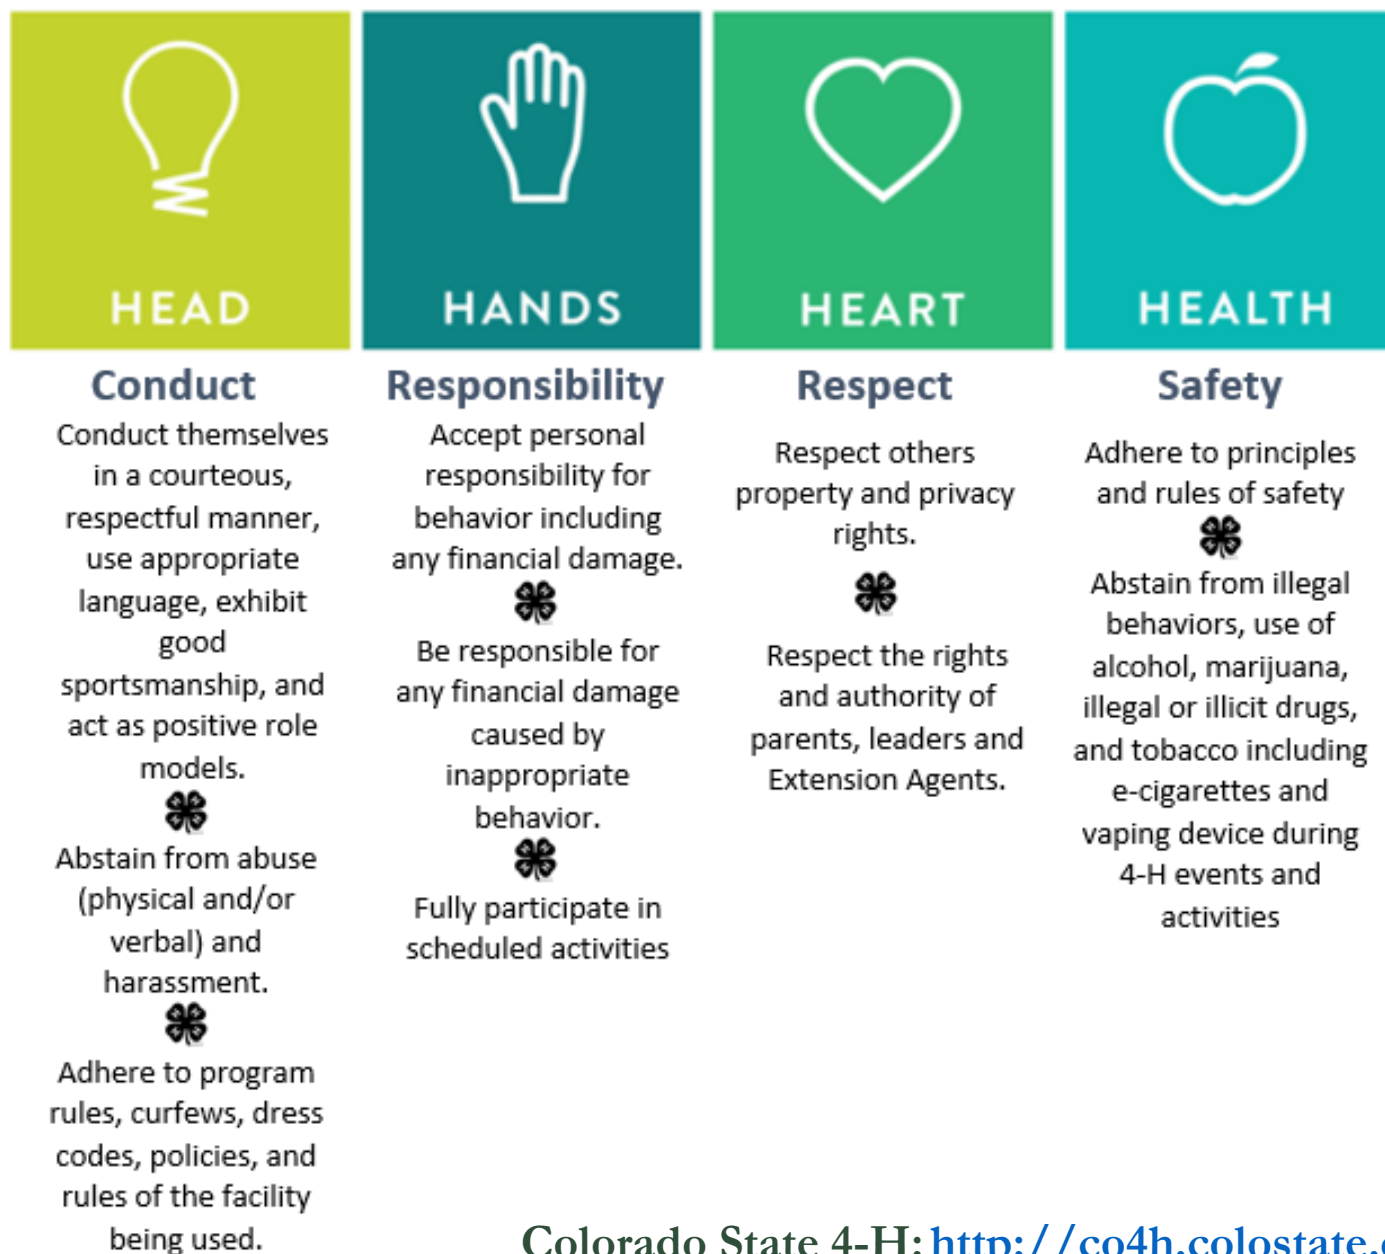 HEAD
HANDS
HEART
HEALTH
Conduct
Conduct themselves
in a courteous,
respectful manner,
use appropriate
language, exhibit
good
sportsmanship, and
act as positive role
models.
Abstain from abuse
(physical and/or
verbal) and
harassment.
Adhere to program
rules, curfews, dress
codes, policies, and
rules of the facility
being used.
Responsibility
Accept personal
responsibility for
behavior including
any financial damage.
Be responsible for
any financial damage
caused by
inappropriate
behavior.
Fully participate in
scheduled activities
Respect
Respect others
property and privacy
rights.
Respect the rights
and authority of
parents, leaders and
Extension Agents.
Safety
Adhere to principles
and rules of safety
Abstain from illegal
behaviors, use of
alcohol, marijuana,
illegal or illicit drugs,
and tobacco including
e-cigarettes and
vaping device during
4-H events and
activities
Colorado State 4-H: http://co4h.colostate.